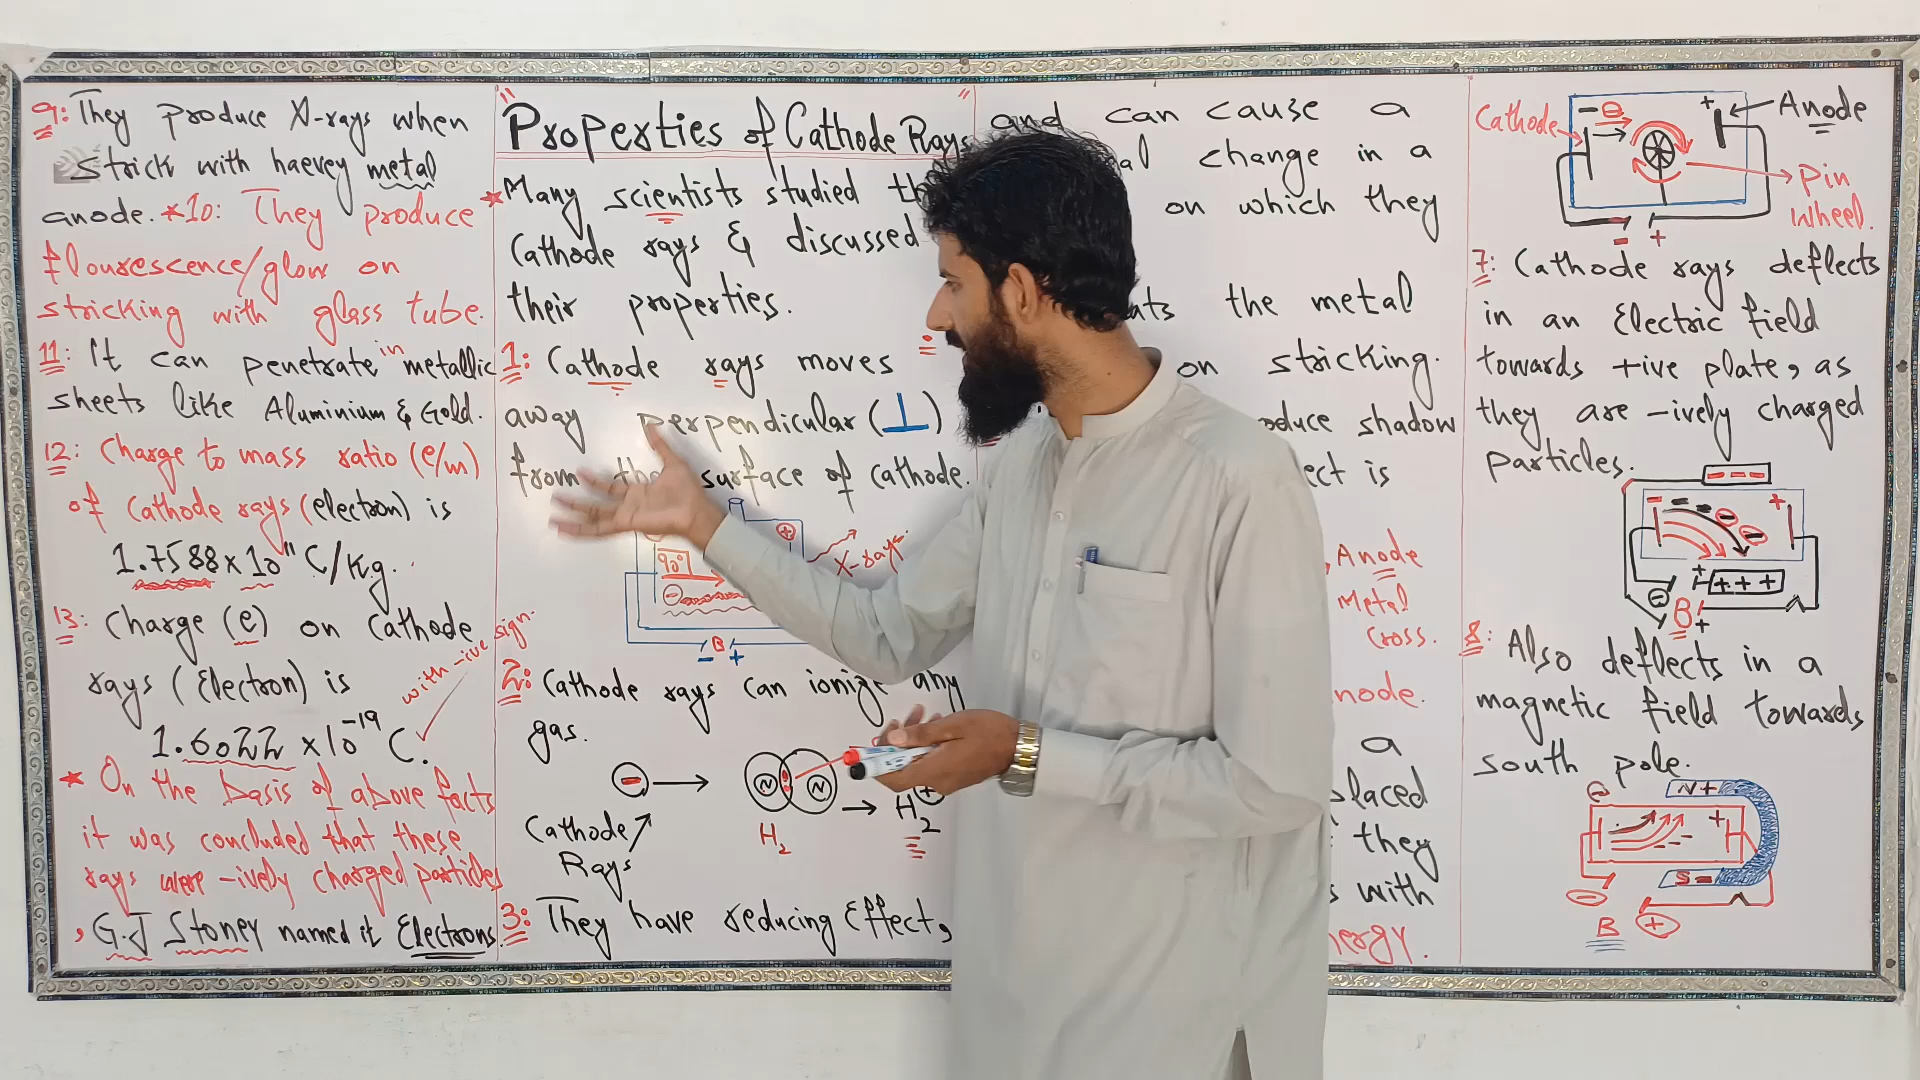 "Properties of Cathode Rays"
* Many scientists studied
Cathode rays & discussed
their properties.
1: Cathode rays moves
away perpendicular (⊥)
from the surface of Cathode.
+
90°
X-rays
-
B
- +
2: Cathode rays can ionize any
gas.
-
N N
H2
H2 +
Cathode
Rays
3: They have reducing Effect,
and can cause a
change in a
on which they
the metal
on stricking.
shadow
is
Anode
Metal
Cross.
a
placed
they
with
Cathode
- e
+
Anode
Pin
Wheel.
- +
7: Cathode rays deflects
in an Electric field
towards +ive plate, as
they are -ively charged
particles.
- - -
- +
+ + + +
-
B
+
8: Also deflects in a
magnetic field towards
south pole.
N+
+
S-
- +
B
9: They produce X-rays when
strick with haevey metal
anode. *10: They produce
flourescence/glow on
stricking with glass tube.
11: It can penetrate in metallic
sheets like Aluminium & Gold.
12: Charge to mass ratio (e/m)
of Cathode rays (electron) is
1.7588 x 10¹¹ C/Kg.
13: Charge (e) on Cathode
rays (Electron) is
with -ive sign.
1.6022 x 10⁻¹⁹ C.
* On the basis of above facts
it was concluded that these
rays were -ively charged particles
, G.J Stoney named it Electrons.